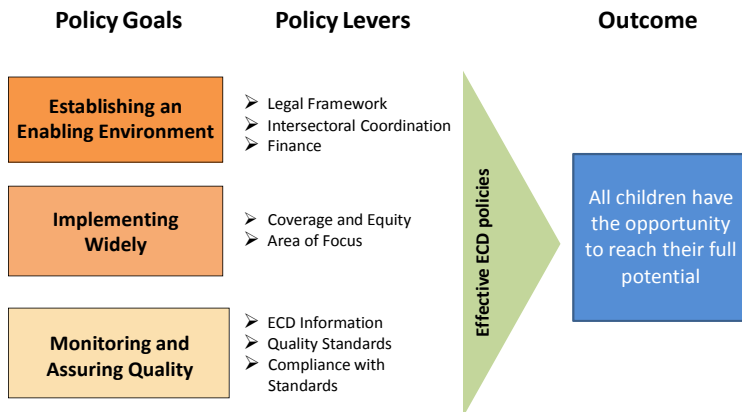 Policy Goals
Policy Levers
Outcome
Establishing an
Enabling Environment
➢ Legal Framework
➢ Intersectoral Coordination
➢ Finance
Implementing
Widely
➢ Coverage and Equity
➢ Area of Focus
Monitoring and
Assuring Quality
➢ ECD Information
➢ Quality Standards
➢ Compliance with
Standards
Effective ECD policies
All children have
the opportunity
to reach their full
potential